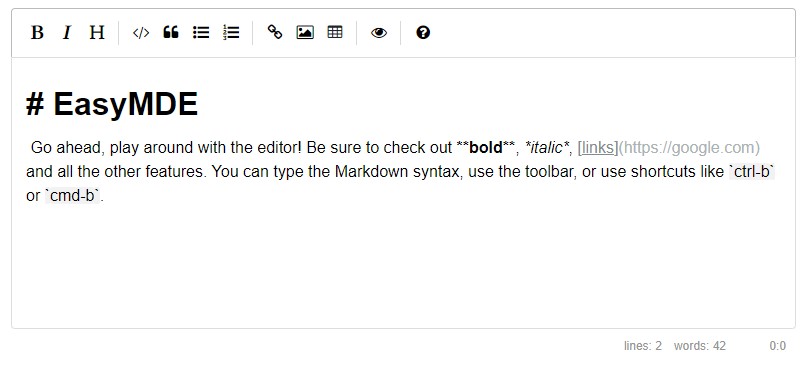 B I H
# EasyMDE
Go ahead, play around with the editor! Be sure to check out **bold**, *italic*, [links](https://google.com)
and all the other features. You can type the Markdown syntax, use the toolbar, or use shortcuts like `ctrl-b`
or `cmd-b`.
lines: 2 words: 42 0:0